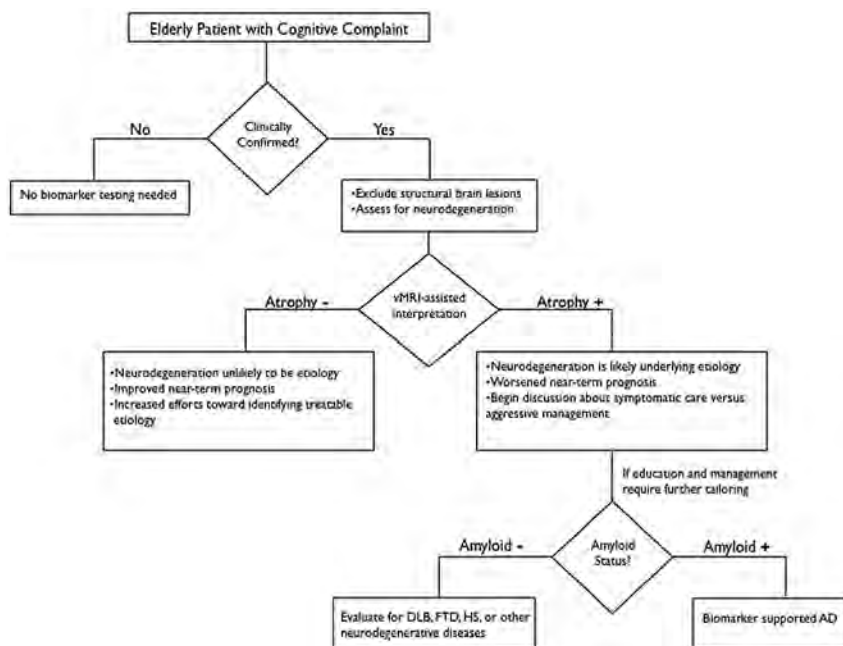 Elderly Patient with Cognitive Complaint
No
Clinically
Confirmed?
Yes
No biomarker testing needed
•Exclude structural brain lesions
•Assess for neurodegeneration
Atrophy -
vMRI-assisted
Interpretation
Atrophy +
•Neurodegeneration unlikely to be etiology
•Improved near-term prognosis
•Increased efforts toward identifying treatable
etiology
•Neurodegeneration is likely underlying etiology
•Worsened near-term prognosis
•Begin discussion about symptomatic care versus
aggressive management
If education and management
require further tailoring
Amyloid -
Amyloid
Status?
Amyloid +
Evaluate for DLB, FTD, HS, or other
neurodegenerative diseases
Biomarker supported AD